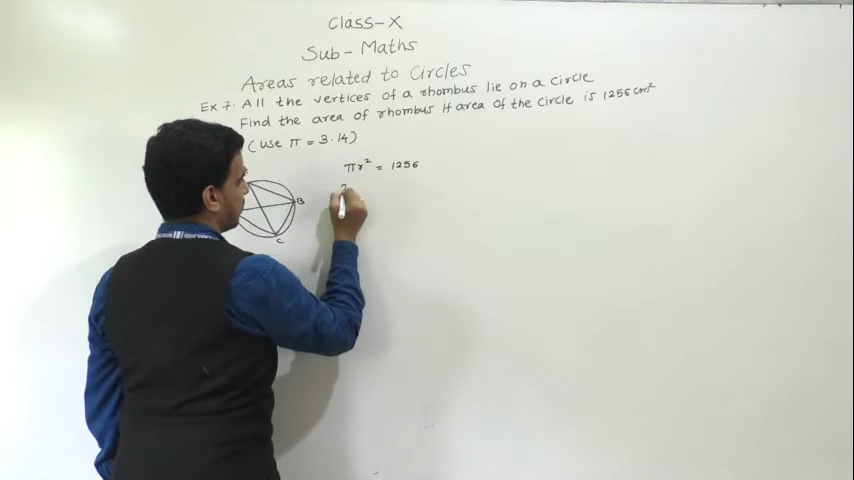 Class-X
Sub- Maths
Areas related to Circles
Ex 7. All the vertices of a rhombus lie on a circle
Find the area of rhombus if area of the circle is 1256 cm²
(use π = 3.14)
πr² = 1256
B
C